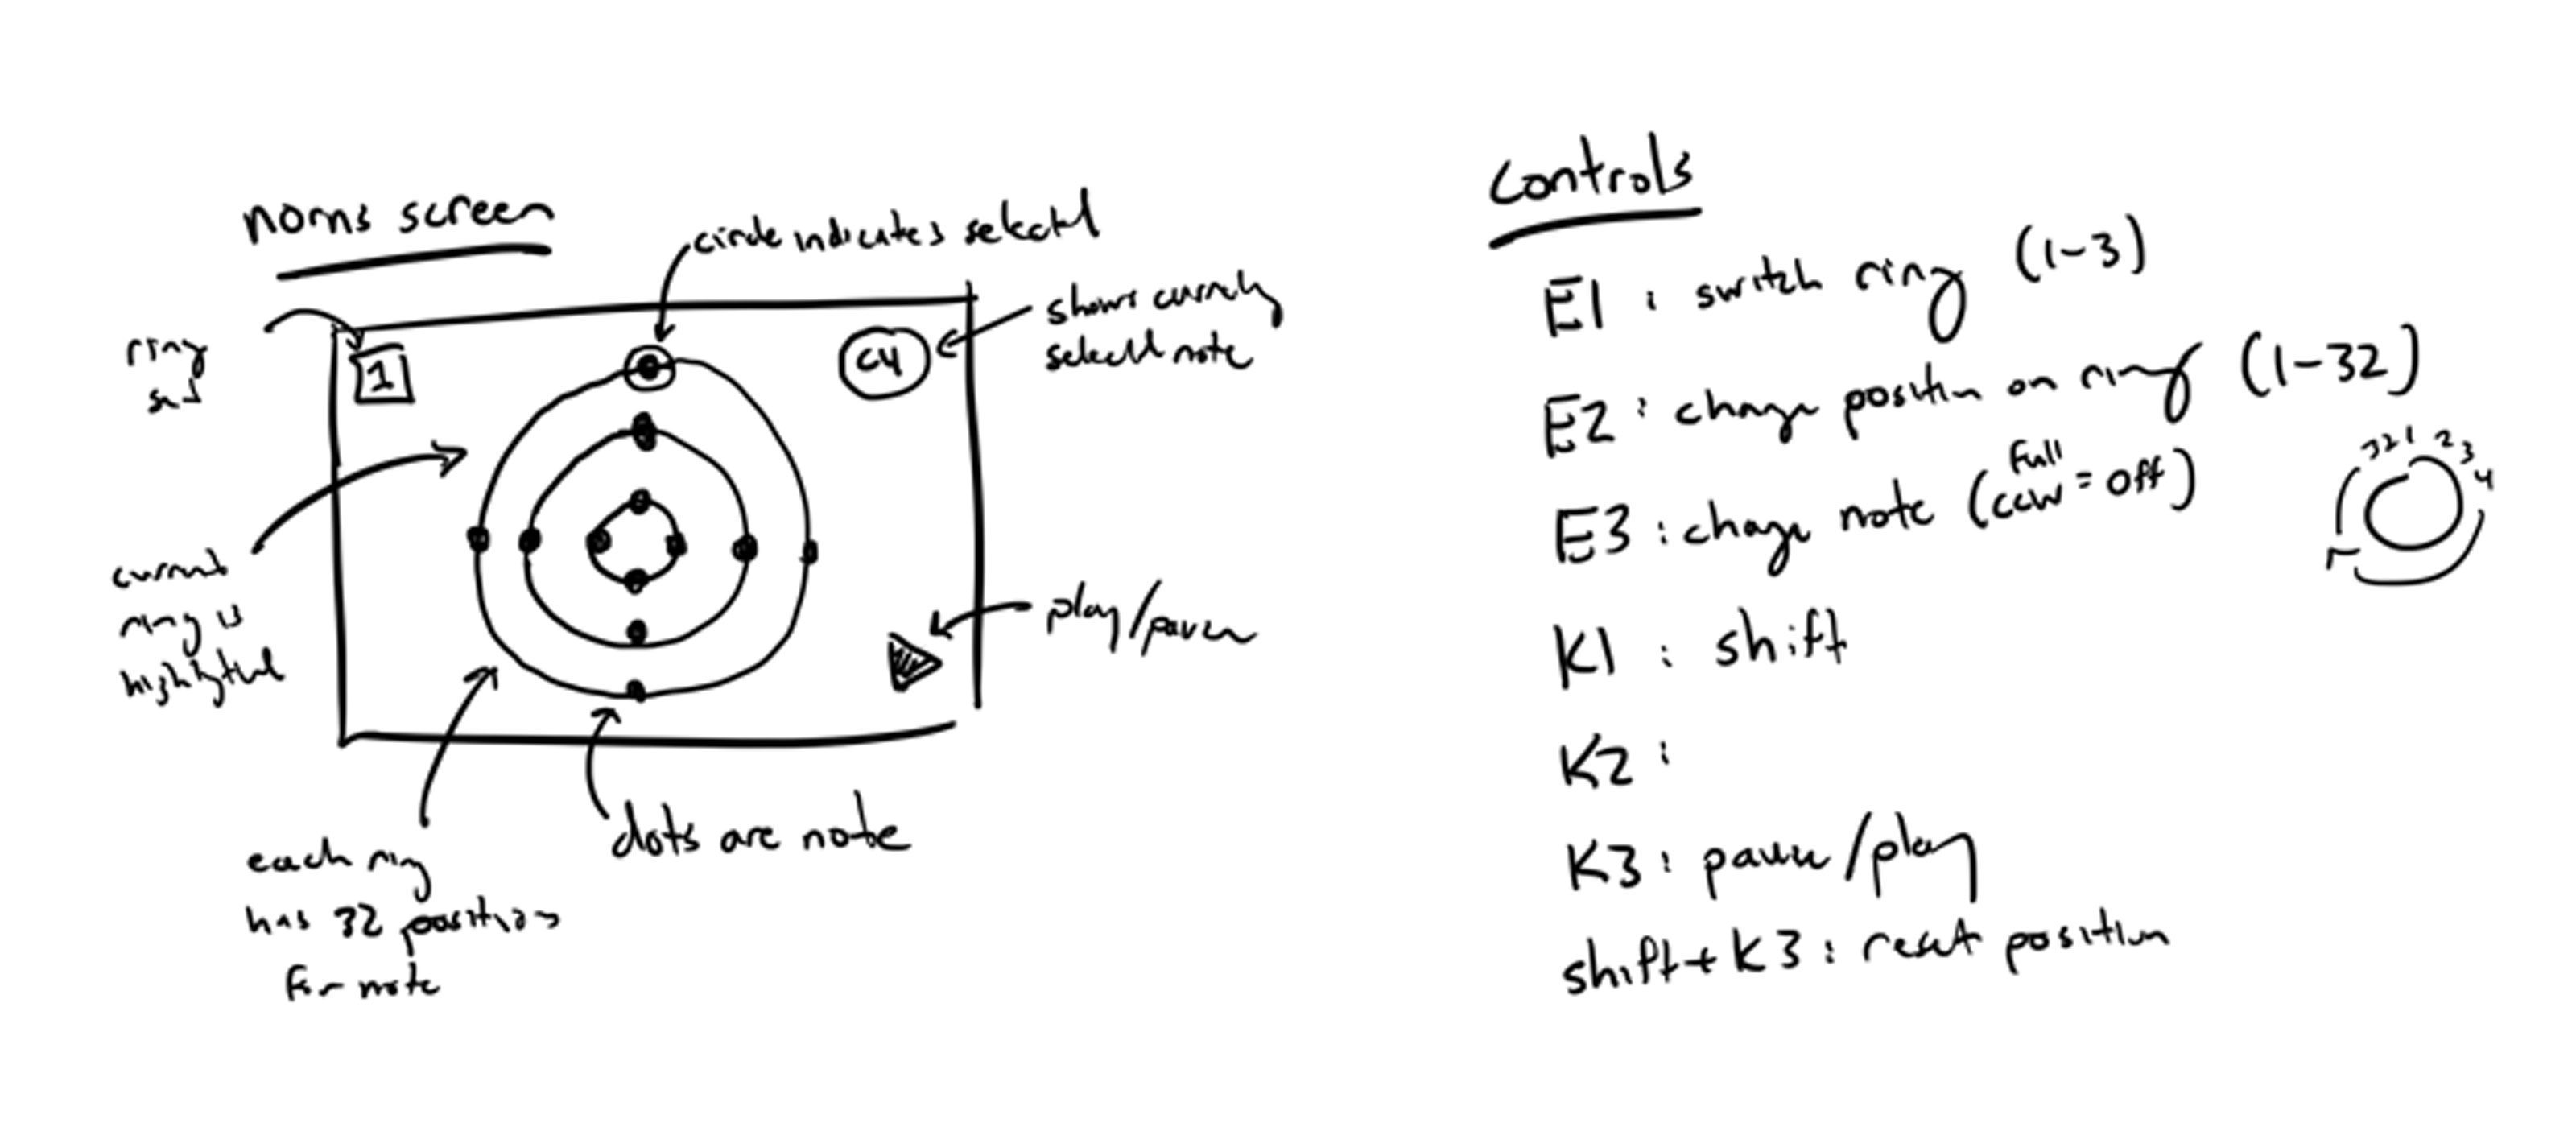 norns screen
circle indicates selected
shows currently
selected note
ring
1
C4
current
ring is
highlighted
play/pause
each ring
has 32 positions
for note
dots are note
controls
E1 : switch ring (1-3)
E2 : change position on ring (1-32)
E3 : change note (full ccw = off)
32 1 2 3 4
K1 : shift
K2 :
K3 : pause/play
shift + K3 : reset position